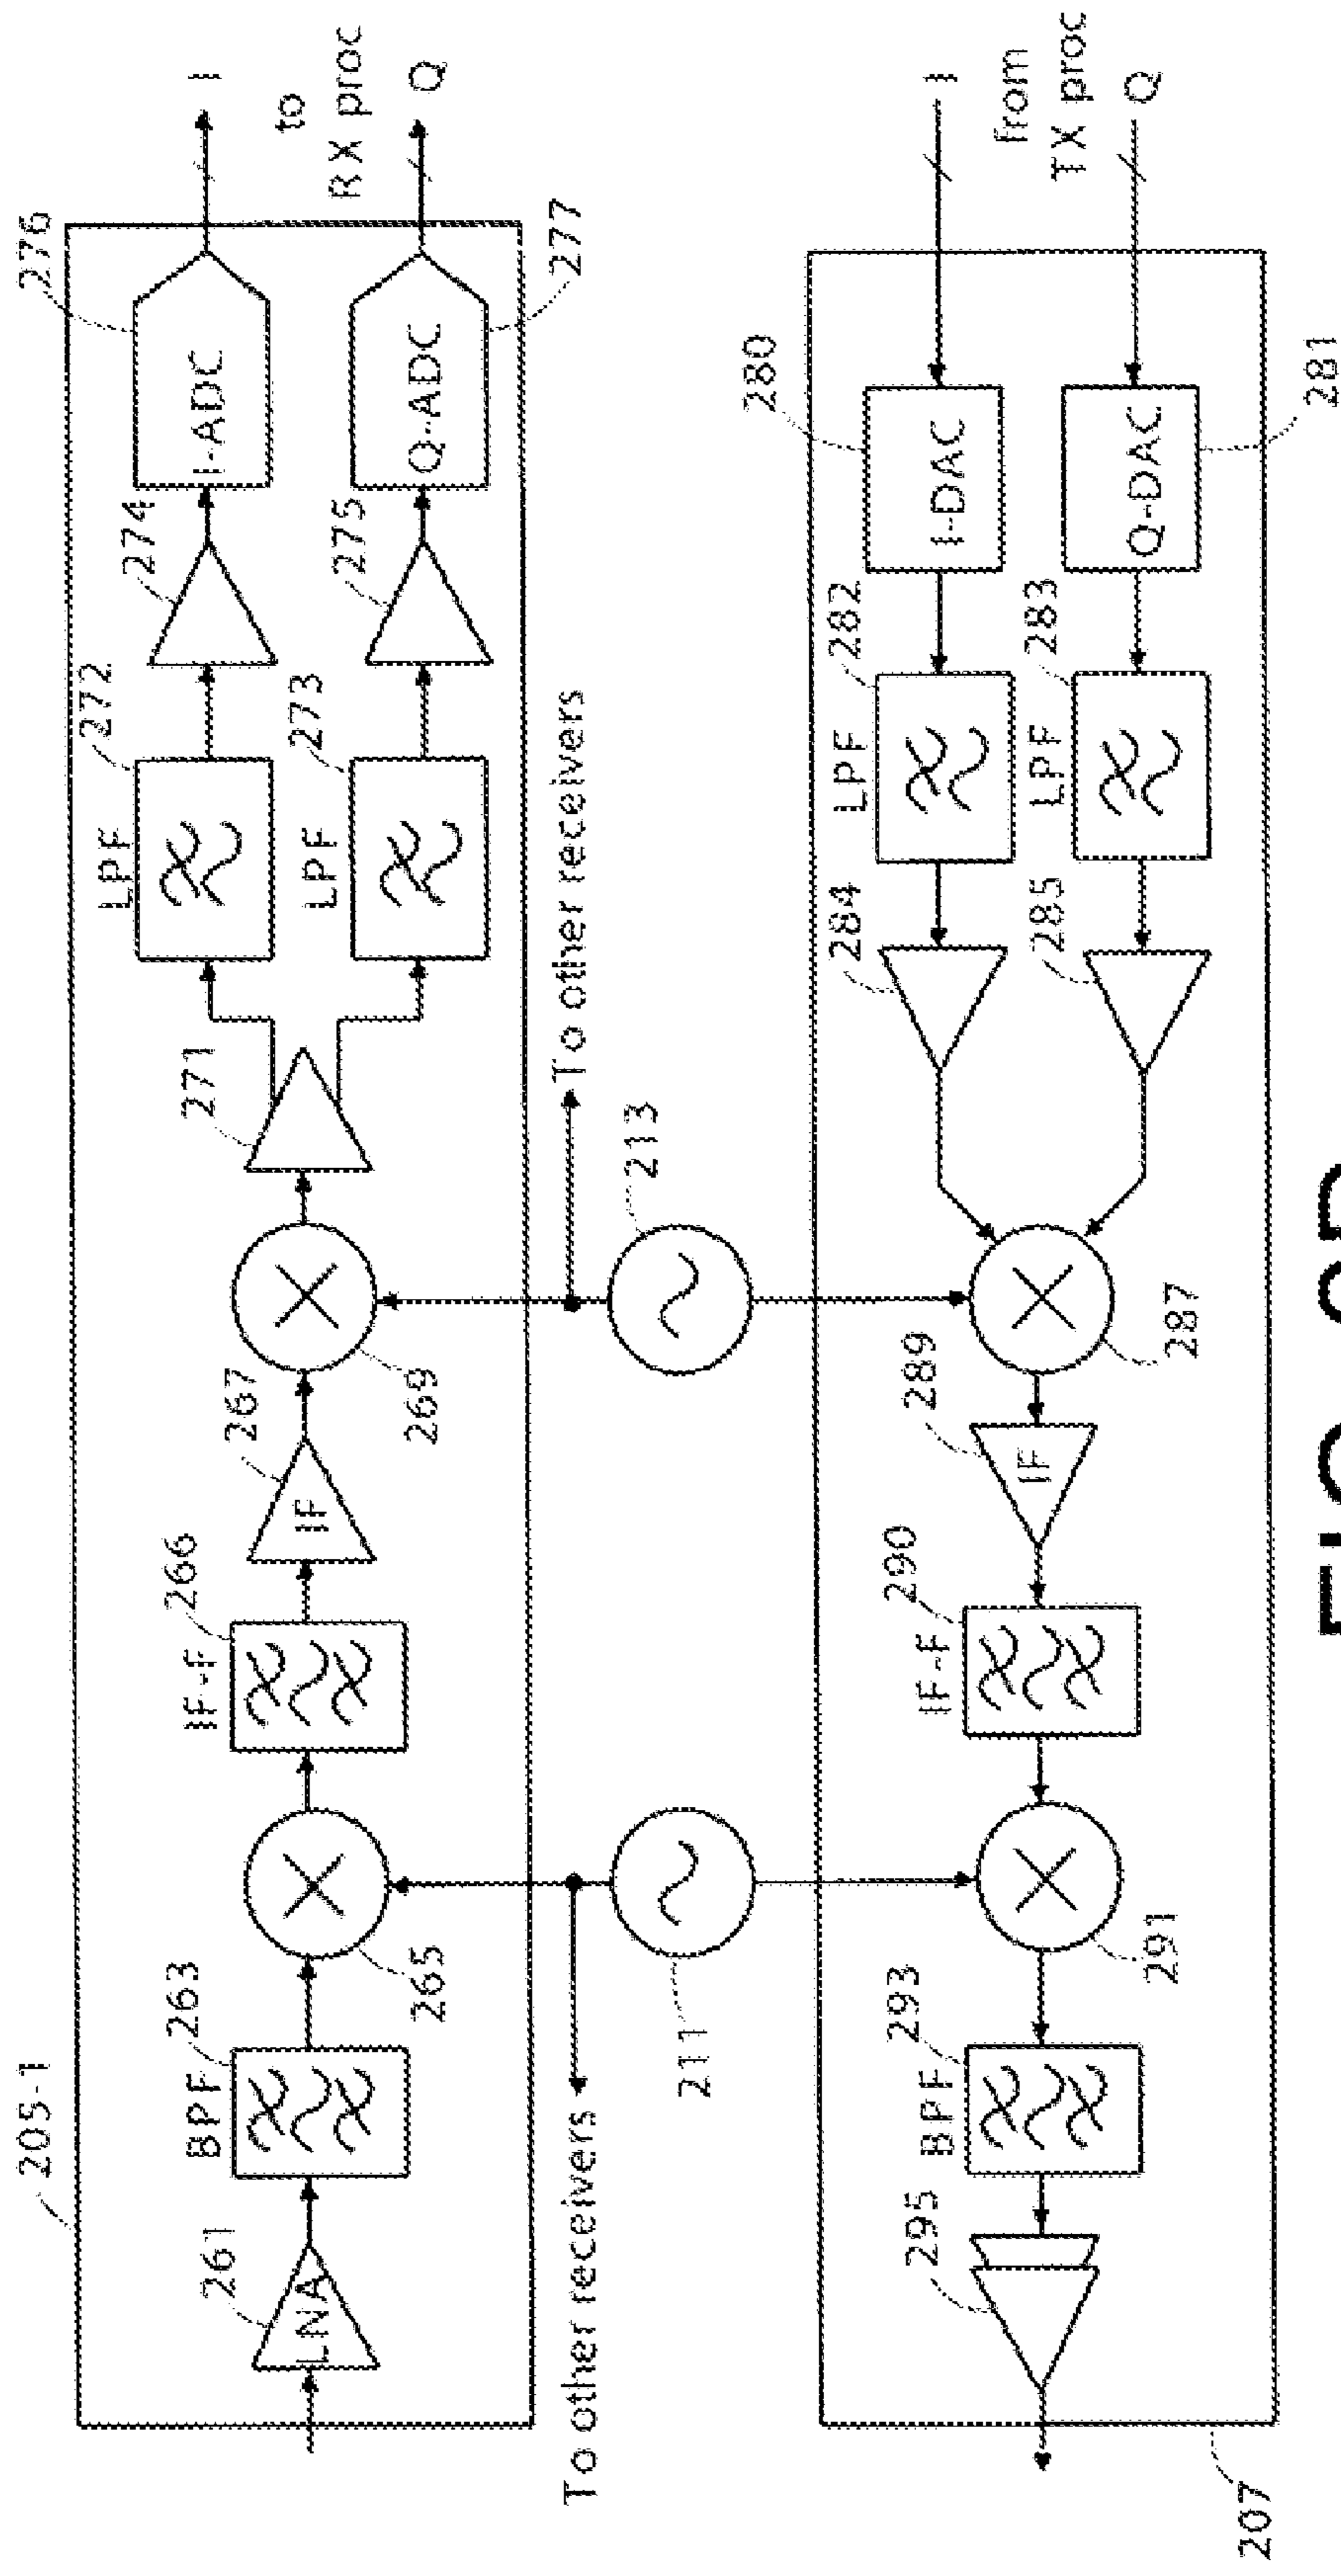 205-1
261
LNA
BPF
263
265
IF-F
266
267
IF
269
271
LPF
272
LPF
273
274
275
276
I-ADC
Q-ADC
277
I
to
RX proc
Q
To other receivers
211
213
To other receivers
207
295
BPF
293
291
IF-F
290
289
IF
287
284
285
LPF
282
LPF
283
280
I-DAC
Q-DAC
281
I
from
TX proc
Q